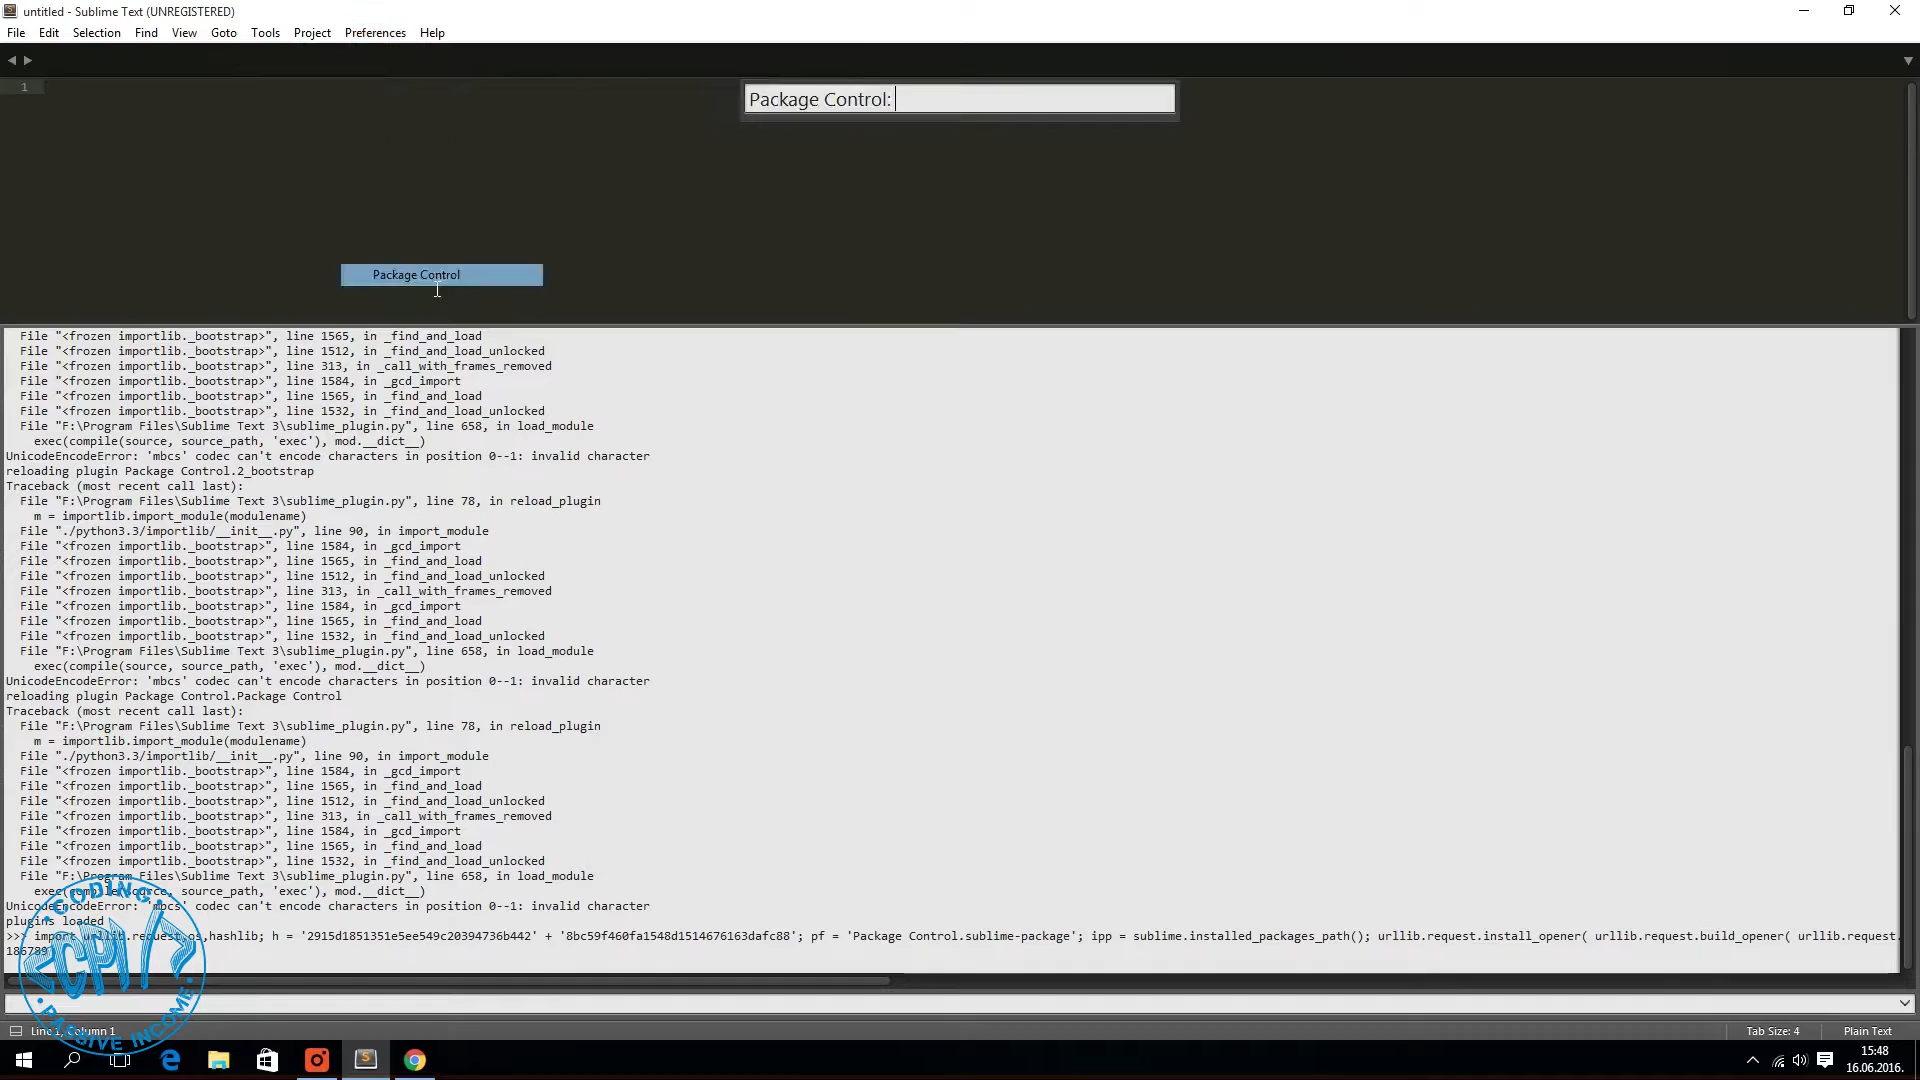 untitled - Sublime Text (UNREGISTERED)
File Edit Selection Find View Goto Tools Project Preferences Help
1
Package Control:
Package Control
File "<frozen importlib._bootstrap>", line 1565, in _find_and_load
File "<frozen importlib._bootstrap>", line 1512, in _find_and_load_unlocked
File "<frozen importlib._bootstrap>", line 313, in _call_with_frames_removed
File "<frozen importlib._bootstrap>", line 1584, in _gcd_import
File "<frozen importlib._bootstrap>", line 1565, in _find_and_load
File "<frozen importlib._bootstrap>", line 1532, in _find_and_load_unlocked
File "F:\Program Files\Sublime Text 3\sublime_plugin.py", line 658, in load_module
exec(compile(source, source_path, 'exec'), mod.__dict__)
UnicodeEncodeError: 'mbcs' codec can't encode characters in position 0--1: invalid character
reloading plugin Package Control.2_bootstrap
Traceback (most recent call last):
File "F:\Program Files\Sublime Text 3\sublime_plugin.py", line 78, in reload_plugin
m = importlib.import_module(modulename)
File "./python3.3/importlib/__init__.py", line 90, in import_module
File "<frozen importlib._bootstrap>", line 1584, in _gcd_import
File "<frozen importlib._bootstrap>", line 1565, in _find_and_load
File "<frozen importlib._bootstrap>", line 1512, in _find_and_load_unlocked
File "<frozen importlib._bootstrap>", line 313, in _call_with_frames_removed
File "<frozen importlib._bootstrap>", line 1584, in _gcd_import
File "<frozen importlib._bootstrap>", line 1565, in _find_and_load
File "<frozen importlib._bootstrap>", line 1532, in _find_and_load_unlocked
File "F:\Program Files\Sublime Text 3\sublime_plugin.py", line 658, in load_module
exec(compile(source, source_path, 'exec'), mod.__dict__)
UnicodeEncodeError: 'mbcs' codec can't encode characters in position 0--1: invalid character
reloading plugin Package Control.Package Control
Traceback (most recent call last):
File "F:\Program Files\Sublime Text 3\sublime_plugin.py", line 78, in reload_plugin
m = importlib.import_module(modulename)
File "./python3.3/importlib/__init__.py", line 90, in import_module
File "<frozen importlib._bootstrap>", line 1584, in _gcd_import
File "<frozen importlib._bootstrap>", line 1565, in _find_and_load
File "<frozen importlib._bootstrap>", line 1512, in _find_and_load_unlocked
File "<frozen importlib._bootstrap>", line 313, in _call_with_frames_removed
File "<frozen importlib._bootstrap>", line 1584, in _gcd_import
File "<frozen importlib._bootstrap>", line 1565, in _find_and_load
File "<frozen importlib._bootstrap>", line 1532, in _find_and_load_unlocked
File "F:\Program Files\Sublime Text 3\sublime_plugin.py", line 658, in load_module
exec(compile(source, source_path, 'exec'), mod.__dict__)
UnicodeEncodeError: 'mbcs' codec can't encode characters in position 0--1: invalid character
plugins loaded
>>> import urllib.request,os,hashlib; h = '2915d1851351e5ee549c20394736b442' + '8bc59f460fa1548d1514676163dafc88'; pf = 'Package Control.sublime-package'; ipp = sublime.installed_packages_path(); urllib.request.install_opener( urllib.request.build_opener( urllib.request.
186789
CODING
<CPI/>
PASSIVE INCOME
Line 1, Column 1
Tab Size: 4 Plain Text
15:48
16.06.2016.